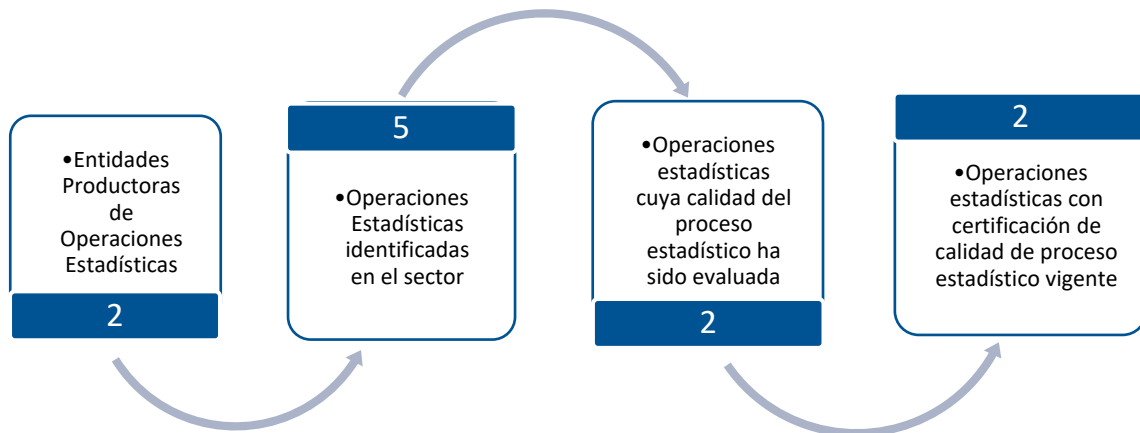 •Entidades
Productoras
de
Operaciones
Estadísticas
2
5
•Operaciones
Estadísticas
identificadas
en el sector
•Operaciones
estadísticas
cuya calidad del
proceso
estadístico ha
sido evaluada
2
2
•Operaciones
estadísticas con
certificación de
calidad de proceso
estadístico vigente